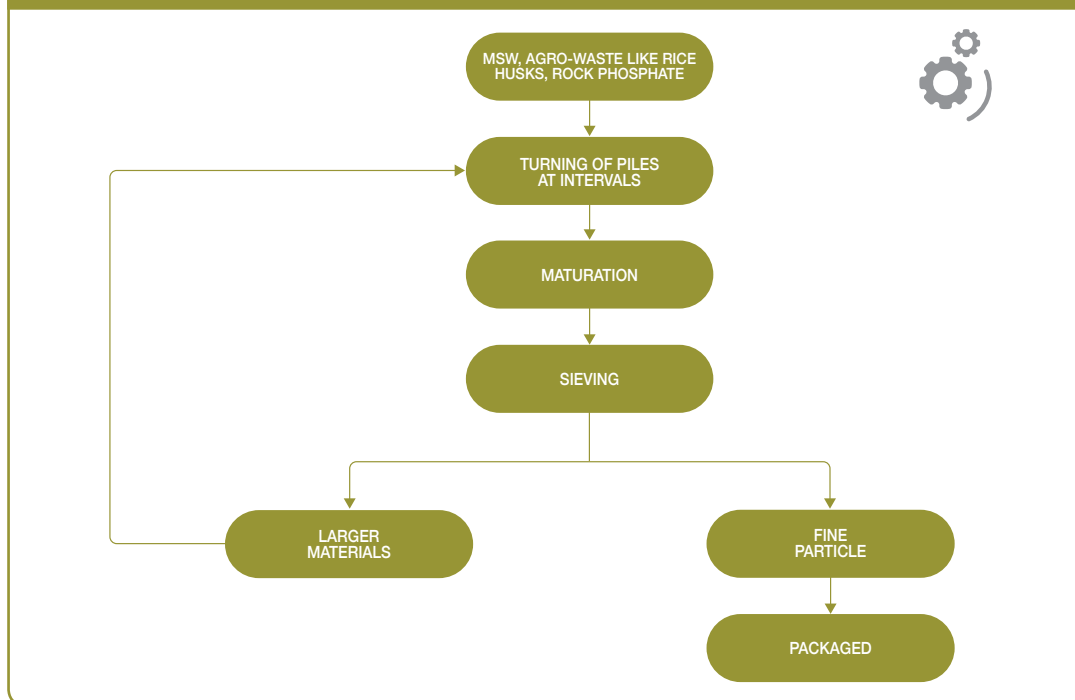 MSW, AGRO-WASTE LIKE RICE
HUSKS, ROCK PHOSPHATE
TURNING OF PILES
AT INTERVALS
MATURATION
SIEVING
LARGER
MATERIALS
FINE
PARTICLE
PACKAGED